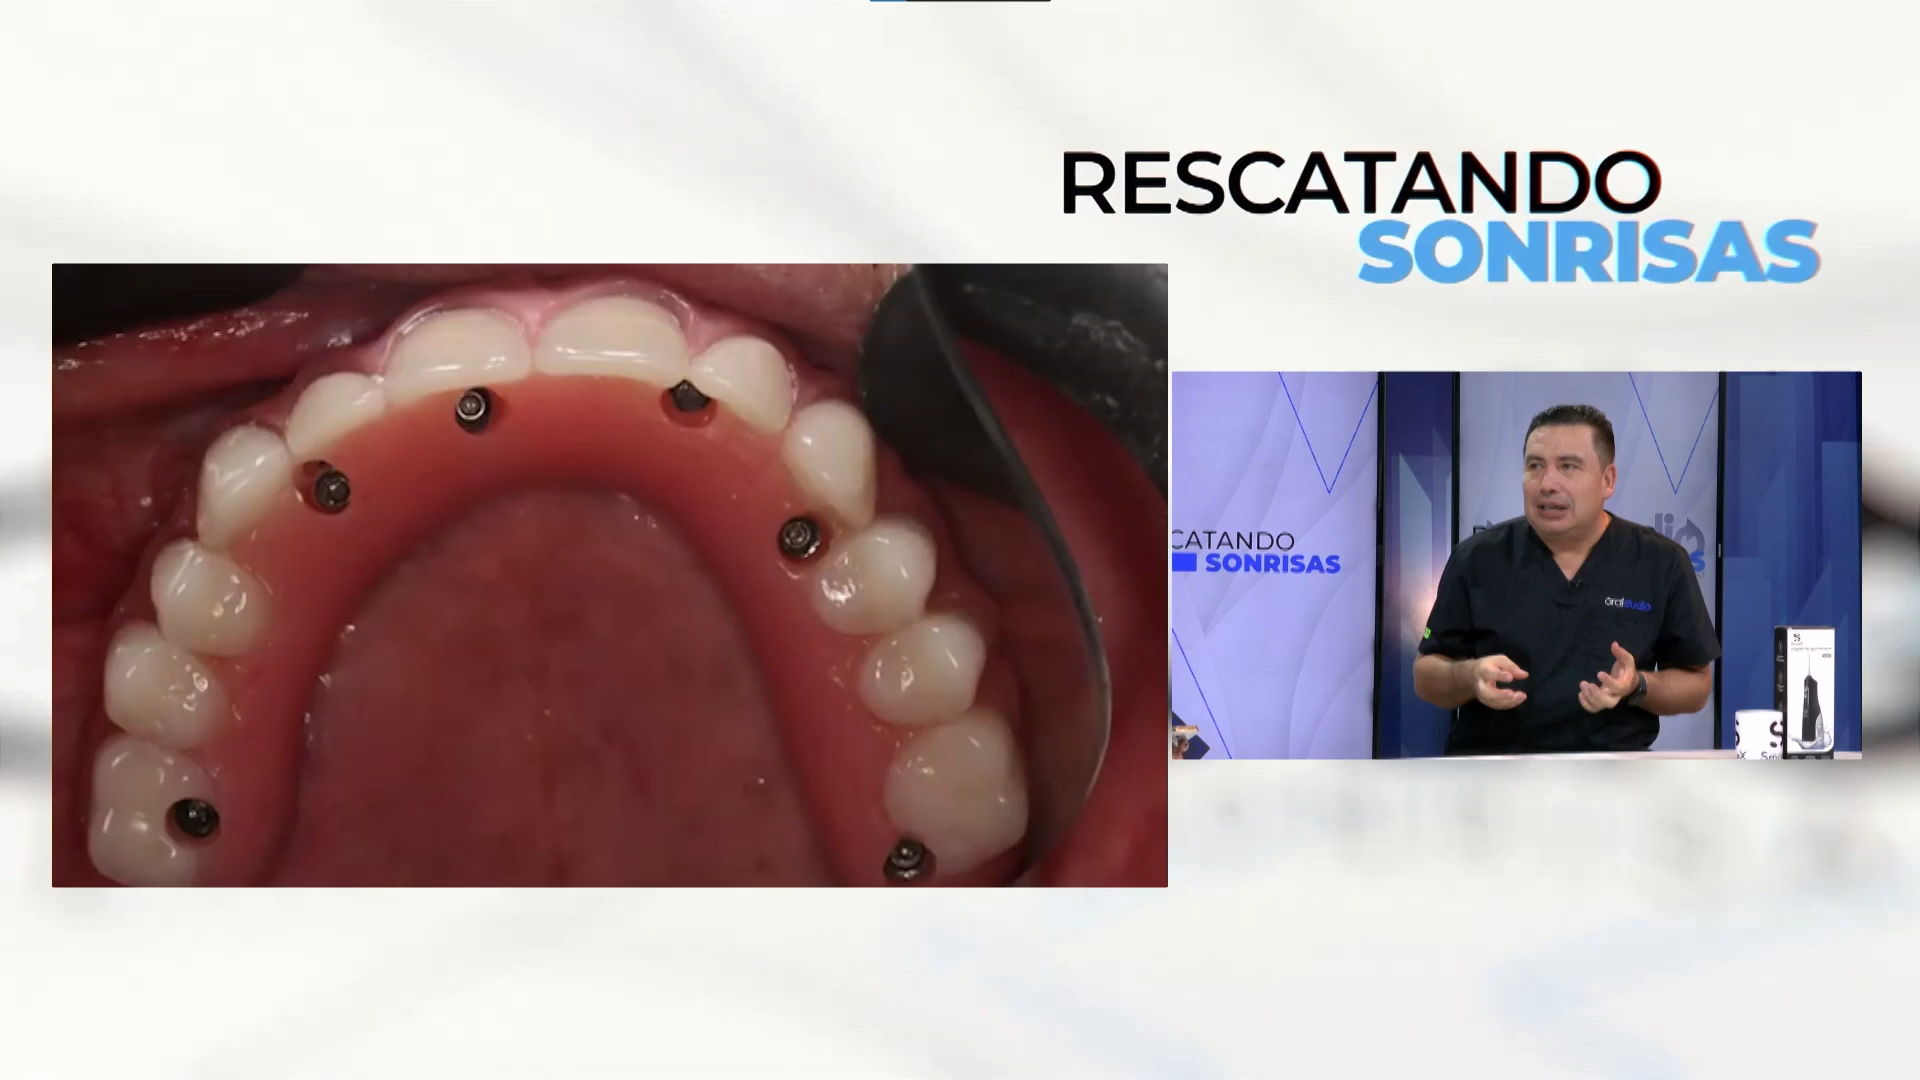 RESCATANDO
SONRISAS
CATANDO
SONRISAS
oralstudio